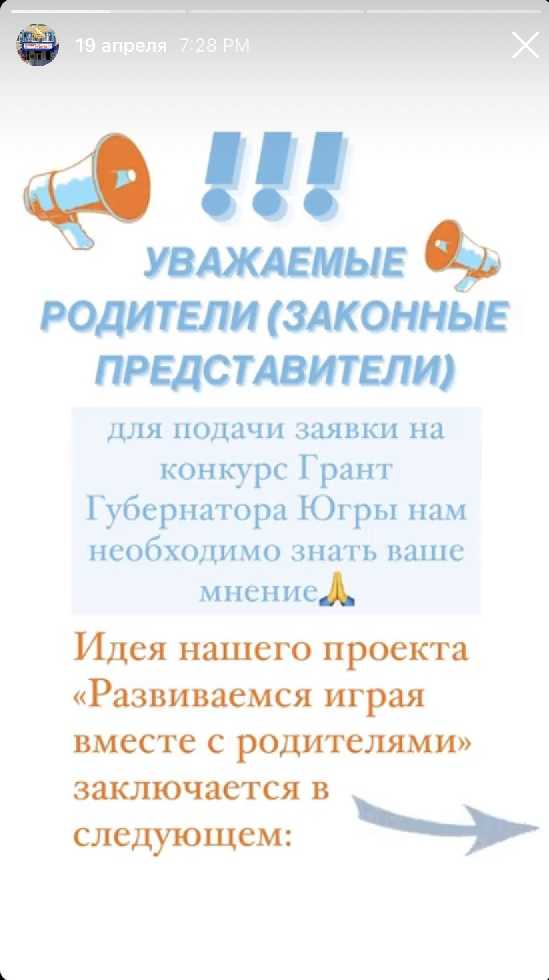 19 апреля 7:28 PM
!!!
УВАЖАЕМЫЕ
РОДИТЕЛИ (ЗАКОННЫЕ
ПРЕДСТАВИТЕЛИ)
для подачи заявки на
конкурс Грант
Губернатора Югры нам
необходимо знать ваше
мнение🙏
Идея нашего проекта
«Развиваемся играя
вместе с родителями»
заключается в
следующем: